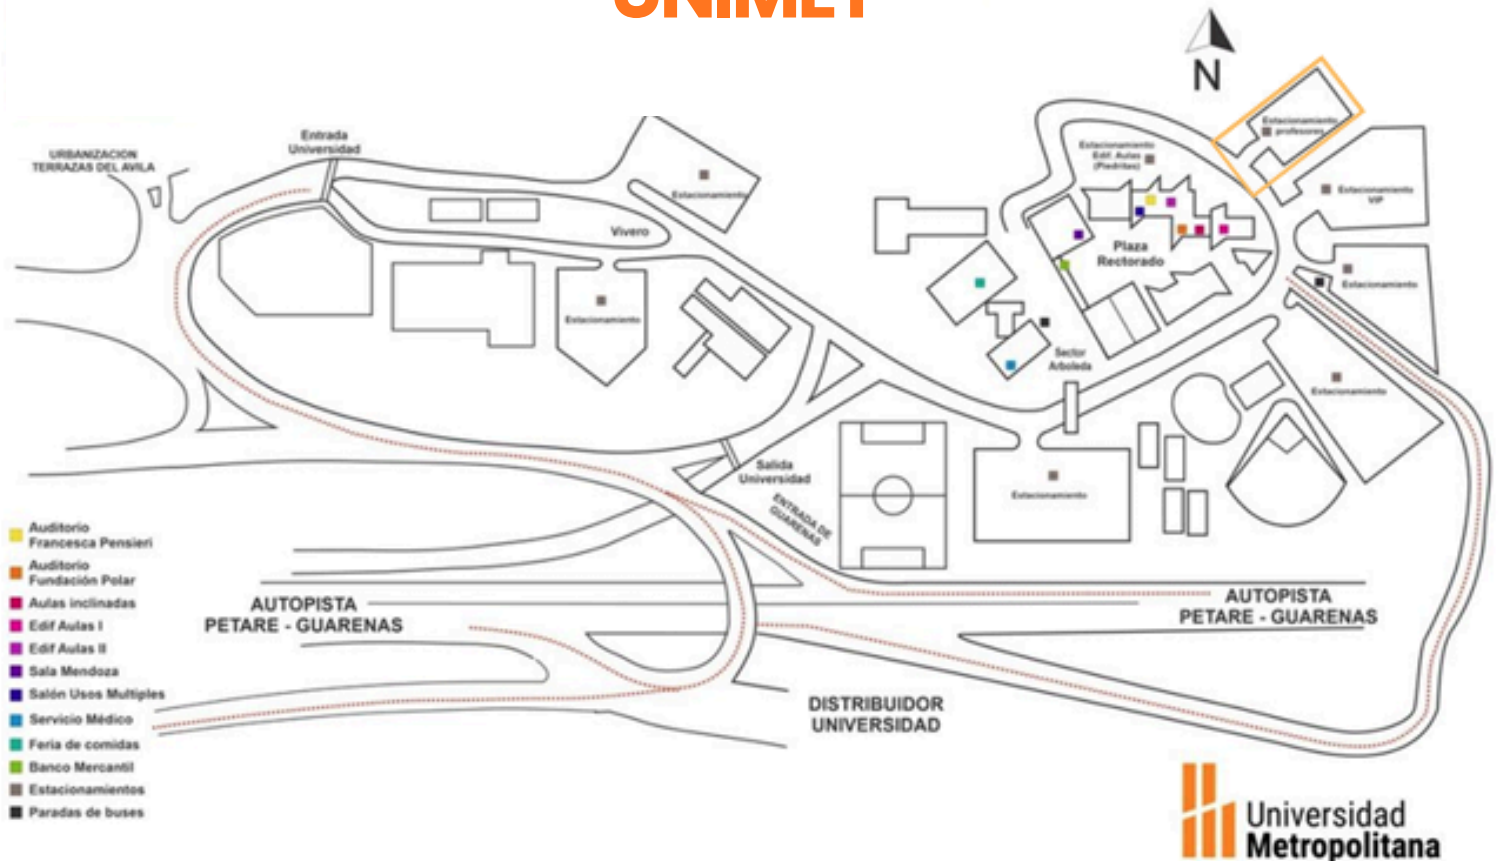 UNIMET
N
URBANIZACION
TERRAZAS DEL AVILA
Entrada
Universidad
Estacionamiento
Vivero
Estacionamiento
Estacionamiento
Edif. Aulas
(Piedritas)
Estacionamiento
profesores
Estacionamiento
VIP
Plaza
Rectorado
Estacionamiento
Sector
Arboleda
Estacionamiento
Salida
Universidad
ENTRADA DE
GUARENAS
Estacionamiento
AUTOPISTA
PETARE - GUARENAS
AUTOPISTA
PETARE - GUARENAS
DISTRIBUIDOR
UNIVERSIDAD
Auditorio
Francesca Pensieri
Auditorio
Fundación Polar
Aulas inclinadas
Edif Aulas I
Edif Aulas II
Sala Mendoza
Salón Usos Multiples
Servicio Médico
Feria de comidas
Banco Mercantil
Estacionamientos
Paradas de buses
Universidad
Metropolitana